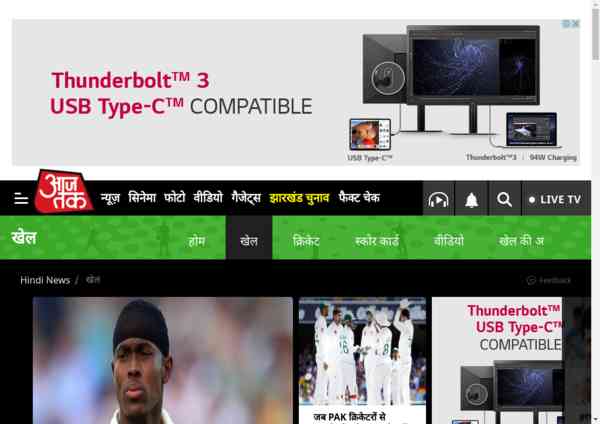 Thunderbolt™ 3
USB Type-C™ COMPATIBLE
USB Type-C™
Thunderbolt™3 | 94W Charging
आज तक
न्यूज़ सिनेमा फोटो वीडियो गैजेट्स झारखंड चुनाव फैक्ट चेक
LIVE TV
खेल
होम खेल क्रिकेट स्कोर कार्ड वीडियो खेल की अ
Hindi News / खेल
Feedback
Thunderbolt™
USB Type-C™
COMPATIBLE
जब PAK क्रिकेटरों से